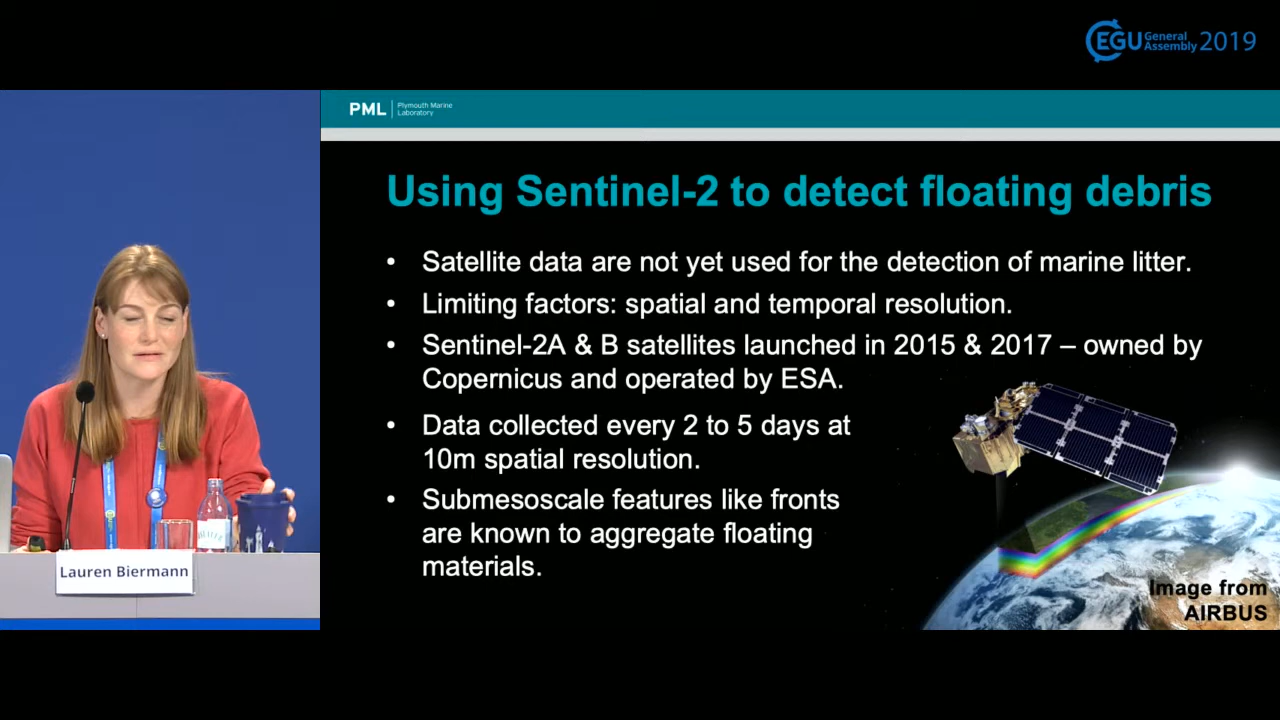 EGU General Assembly 2019
PML | Plymouth Marine Laboratory
Using Sentinel-2 to detect floating debris
• Satellite data are not yet used for the detection of marine litter.
• Limiting factors: spatial and temporal resolution.
• Sentinel-2A & B satellites launched in 2015 & 2017 – owned by
Copernicus and operated by ESA.
• Data collected every 2 to 5 days at
10m spatial resolution.
• Submesoscale features like fronts
are known to aggregate floating
materials.
Image from
AIRBUS
Lauren Biermann